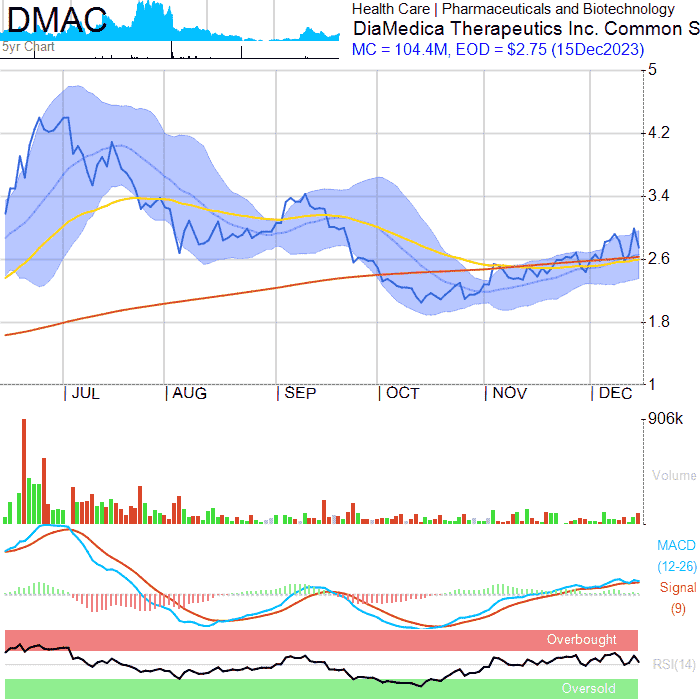 DMAC
5yr Chart
Health Care | Pharmaceuticals and Biotechnology
DiaMedica Therapeutics Inc. Common S
MC = 104.4M, EOD = $2.75 (15Dec2023)
5
4.2
3.4
2.6
1.8
1
JUL AUG SEP OCT NOV DEC
906k
Volume
MACD
(12-26)
Signal
(9)
Overbought
RSI(14)
Oversold